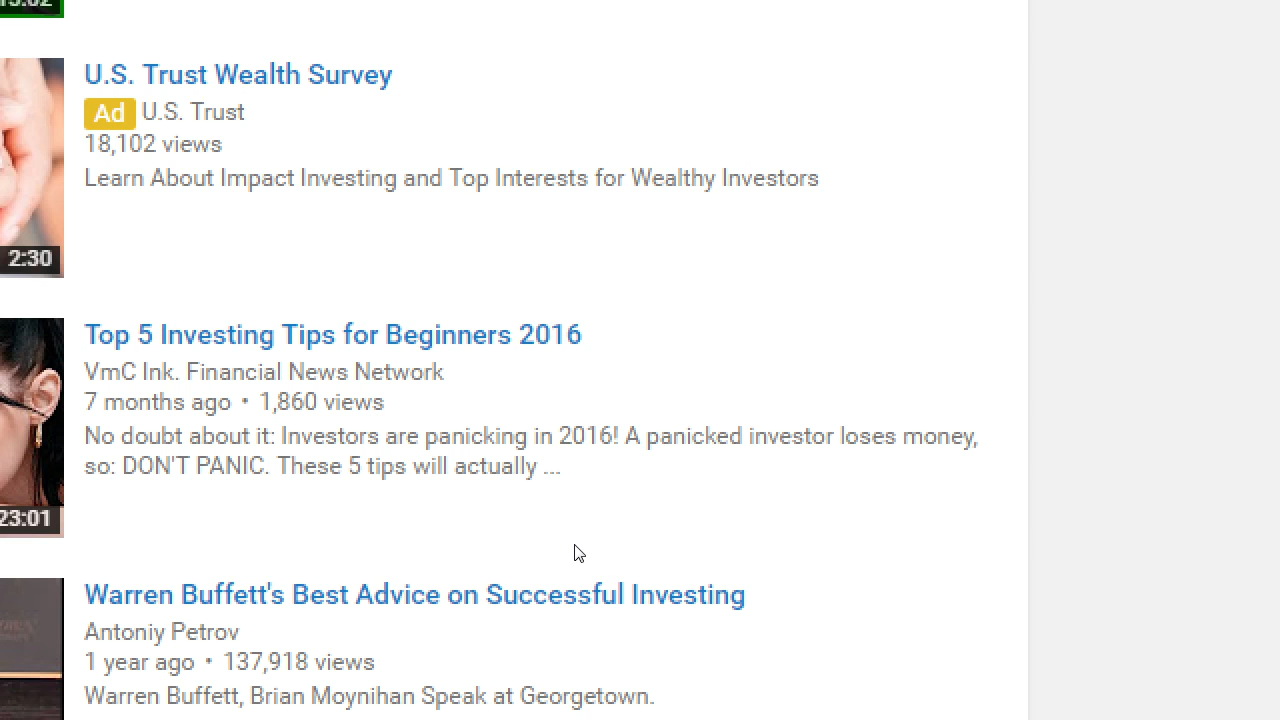 U.S. Trust Wealth Survey
Ad U.S. Trust
18,102 views
Learn About Impact Investing and Top Interests for Wealthy Investors
2:30
Top 5 Investing Tips for Beginners 2016
VmC Ink. Financial News Network
7 months ago • 1,860 views
No doubt about it: Investors are panicking in 2016! A panicked investor loses money,
so: DON'T PANIC. These 5 tips will actually ...
23:01
Warren Buffett's Best Advice on Successful Investing
Antoniy Petrov
1 year ago • 137,918 views
Warren Buffett, Brian Moynihan Speak at Georgetown.